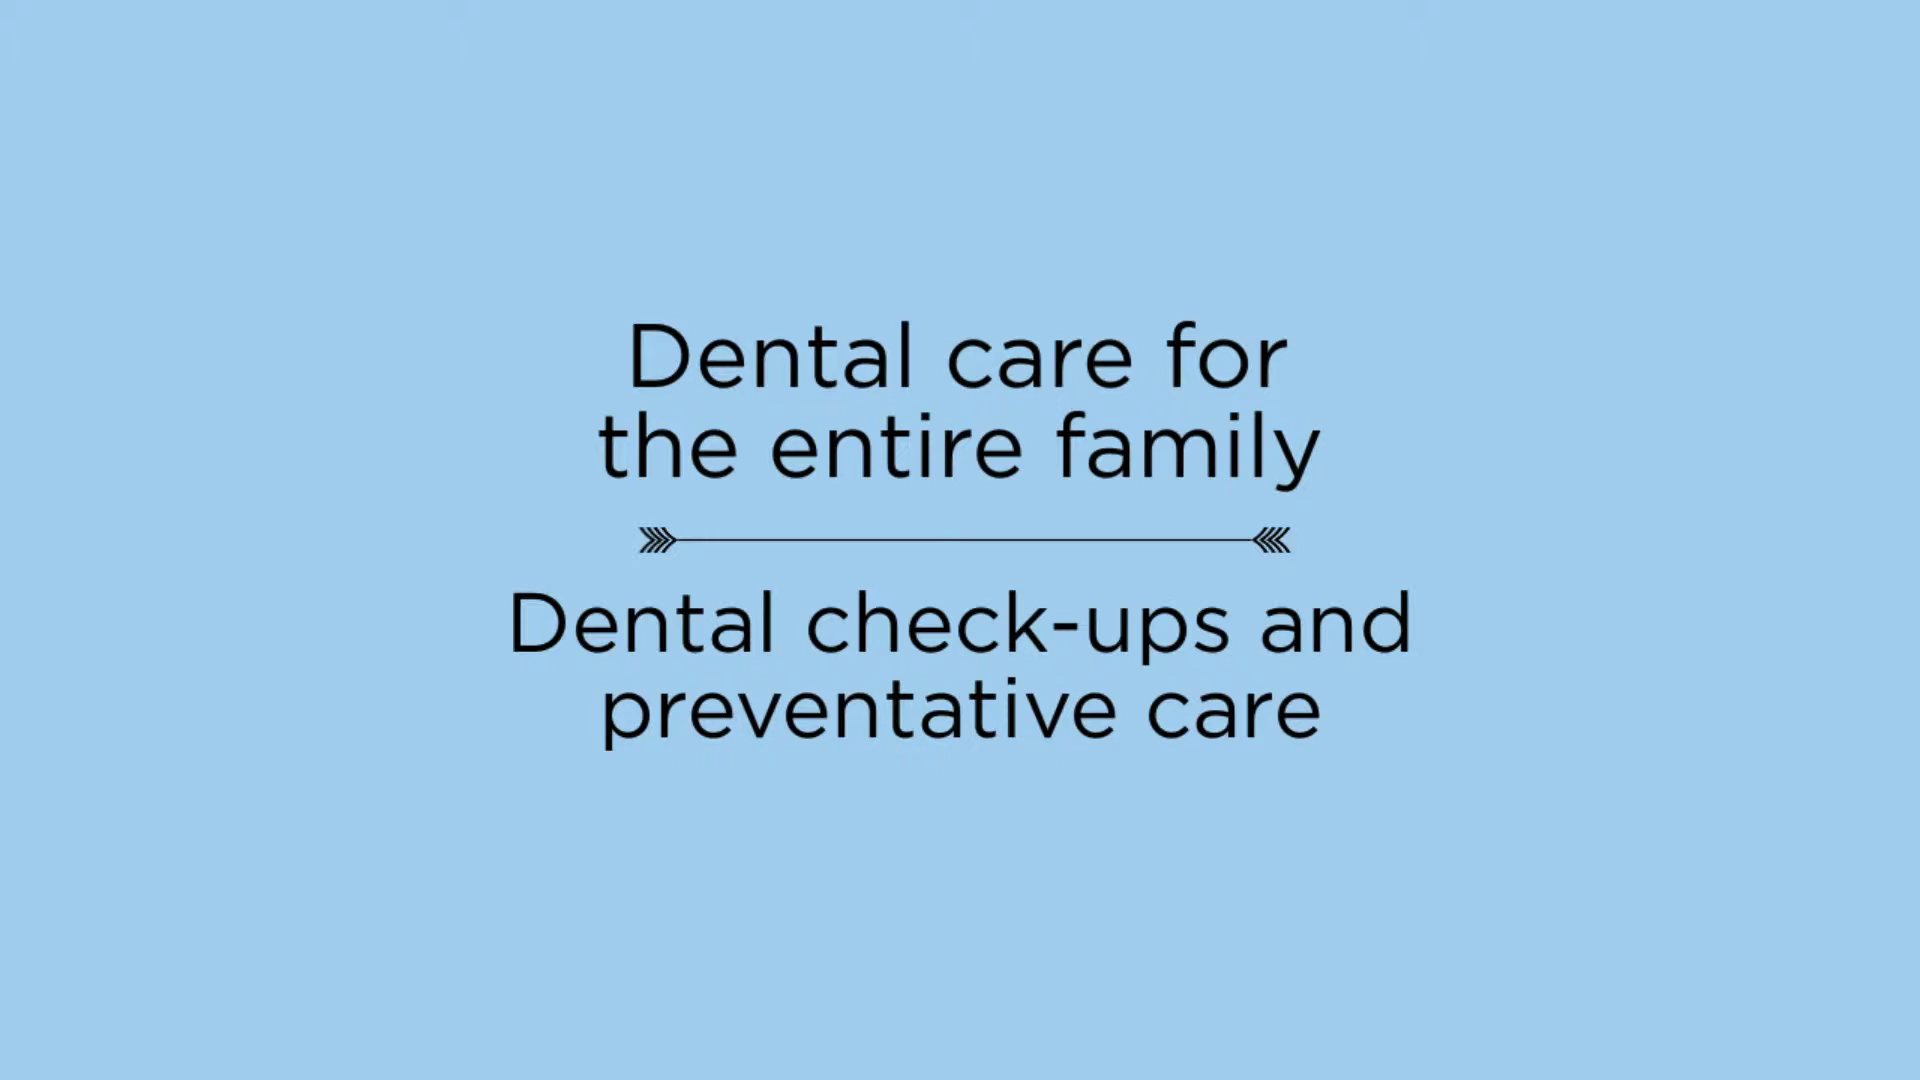 Dental care for
the entire family
Dental check-ups and
preventative care